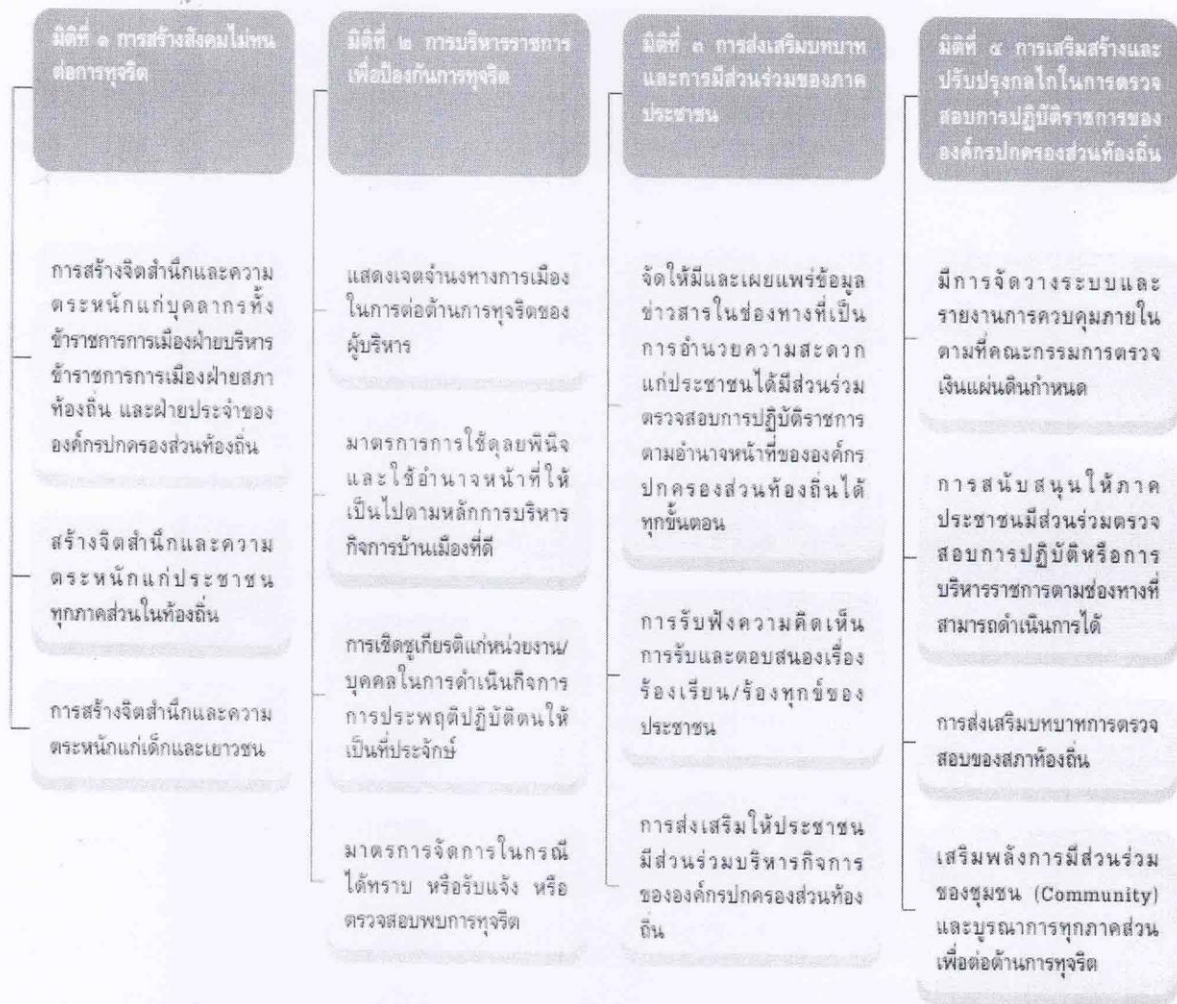 มิติที่ ๑ การสร้างสังคมไม่ทน
ต่อการทุจริต
การสร้างจิตสำนึกและความ
ตระหนักแก่บุคลากรทั้ง
ข้าราชการการเมืองฝ่ายบริหาร
ข้าราชการการเมืองฝ่ายสภา
ท้องถิ่น และฝ่ายประจำของ
องค์กรปกครองส่วนท้องถิ่น
สร้างจิตสำนึกและความ
ตระหนักแก่ประชาชน
ทุกภาคส่วนในท้องถิ่น
การสร้างจิตสำนึกและความ
ตระหนักแก่เด็กและเยาวชน
มิติที่ ๒ การบริหารราชการ
เพื่อป้องกันการทุจริต
แสดงเจตจำนงทางการเมือง
ในการต่อต้านการทุจริตของ
ผู้บริหาร
มาตรการการใช้ดุลยพินิจ
และใช้อำนาจหน้าที่ให้
เป็นไปตามหลักการบริหาร
กิจการบ้านเมืองที่ดี
การเชิดชูเกียรติแก่หน่วยงาน/
บุคคลในการดำเนินกิจการ
การประพฤติปฏิบัติตนให้
เป็นที่ประจักษ์
มาตรการจัดการในกรณี
ได้ทราบ หรือรับแจ้ง หรือ
ตรวจสอบพบการทุจริต
มิติที่ ๓ การส่งเสริมบทบาท
และการมีส่วนร่วมของภาค
ประชาชน
จัดให้มีและเผยแพร่ข้อมูล
ข่าวสารในช่องทางที่เป็น
การอำนวยความสะดวก
แก่ประชาชนได้มีส่วนร่วม
ตรวจสอบการปฏิบัติราชการ
ตามอำนาจหน้าที่ขององค์กร
ปกครองส่วนท้องถิ่นได้
ทุกขั้นตอน
การรับฟังความคิดเห็น
การรับและตอบสนองเรื่อง
ร้องเรียน/ร้องทุกข์ของ
ประชาชน
การส่งเสริมให้ประชาชน
มีส่วนร่วมบริหารกิจการ
ขององค์กรปกครองส่วนท้อง
ถิ่น
มิติที่ ๔ การเสริมสร้างและ
ปรับปรุงกลไกในการตรวจ
สอบการปฏิบัติราชการของ
องค์กรปกครองส่วนท้องถิ่น
มีการจัดวางระบบและ
รายงานการควบคุมภายใน
ตามที่คณะกรรมการตรวจ
เงินแผ่นดินกำหนด
การสนับสนุนให้ภาค
ประชาชนมีส่วนร่วมตรวจ
สอบการปฏิบัติหรือการ
บริหารราชการตามช่องทางที่
สามารถดำเนินการได้
การส่งเสริมบทบาทการตรวจ
สอบของสภาท้องถิ่น
เสริมพลังการมีส่วนร่วม
ของชุมชน (Community)
และบูรณาการทุกภาคส่วน
เพื่อต่อต้านการทุจริต